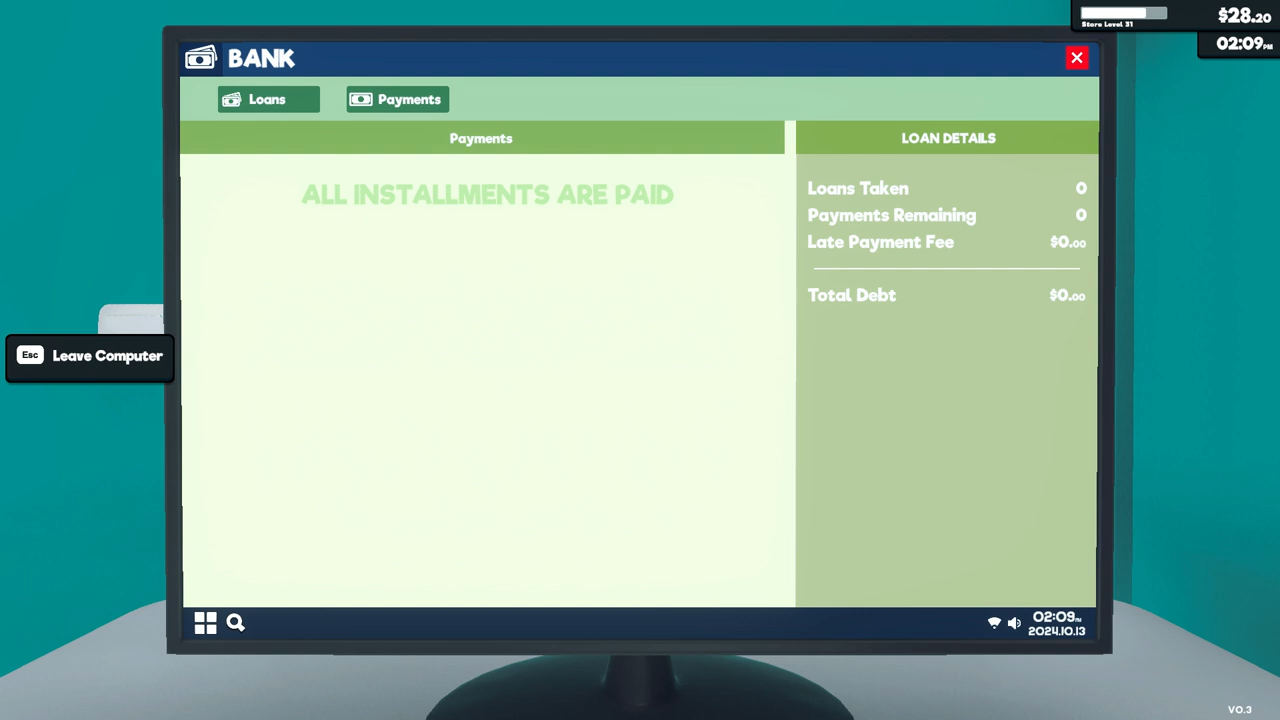 Store Level 31
$28.20
02:09PM
BANK
Loans
Payments
Payments
LOAN DETAILS
ALL INSTALLMENTS ARE PAID
Loans Taken 0
Payments Remaining 0
Late Payment Fee $0.00
Total Debt $0.00
Esc Leave Computer
02:09PM
2024.10.13
V0.3